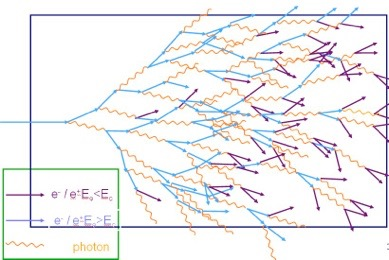 e⁻ / e⁺ E₀<E꜀
e⁻ / e⁺ E₀>E꜀
photon